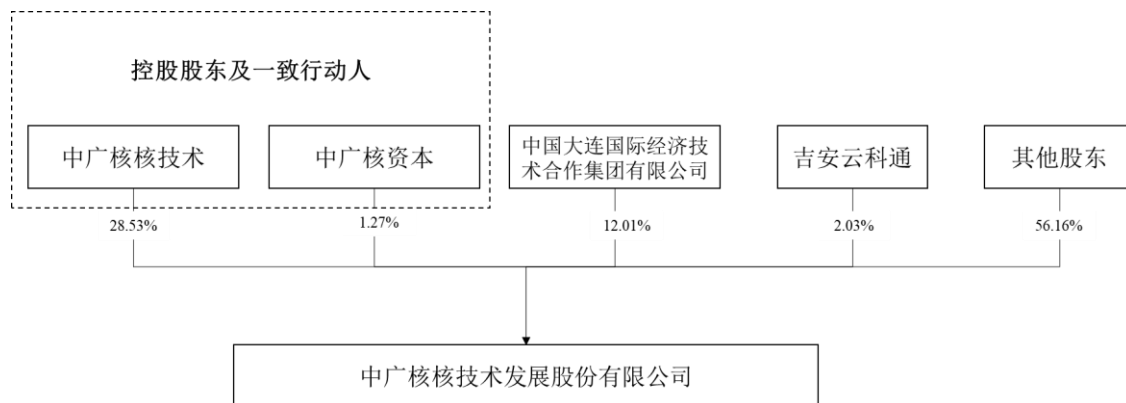 控股股东及一致行动人
中广核核技术
中广核资本
中国大连国际经济技
术合作集团有限公司
吉安云科通
其他股东
28.53%
1.27%
12.01%
2.03%
56.16%
中广核核技术发展股份有限公司